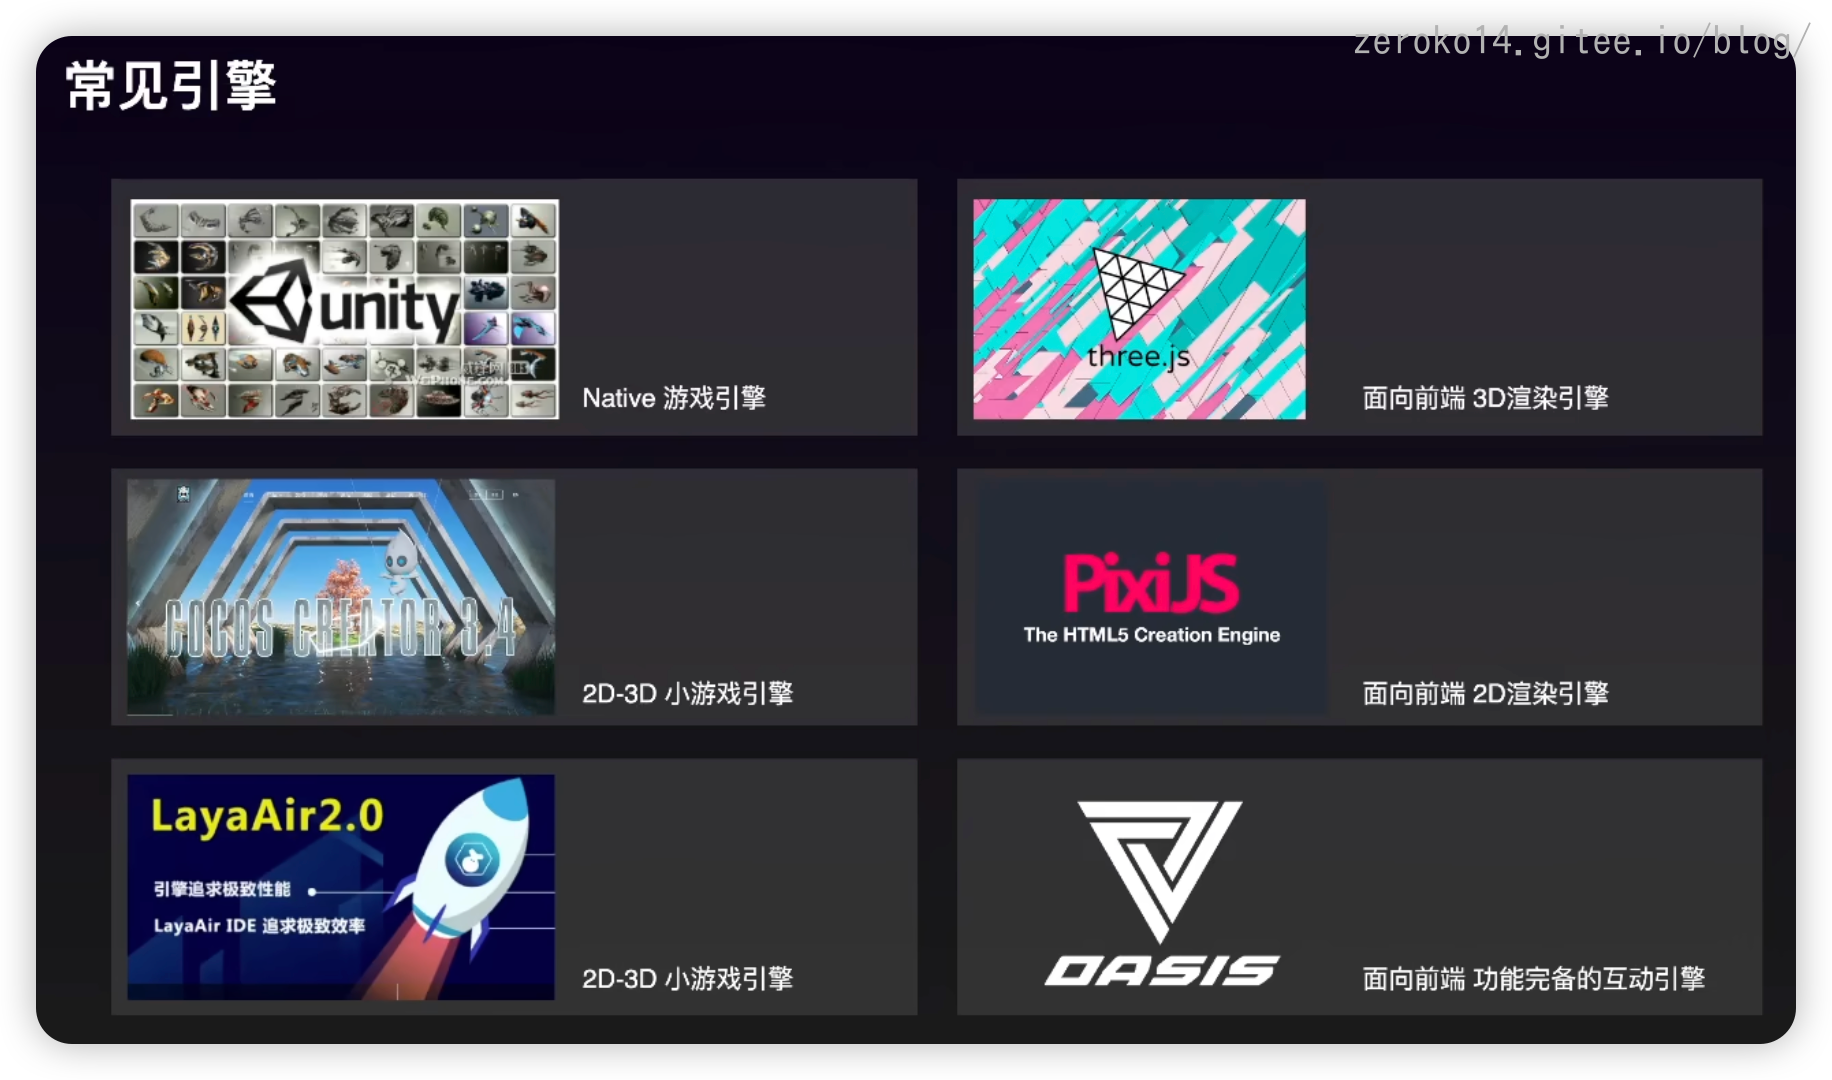 zeroko14.gitee.io/blog/
常见引擎
unity
WGPHONE.COM
Native 游戏引擎
three.js
面向前端 3D渲染引擎
COCOS CREATOR 3.4
2D-3D 小游戏引擎
PixiJS
The HTML5 Creation Engine
面向前端 2D渲染引擎
LayaAir2.0
引擎追求极致性能
LayaAir IDE 追求极致效率
2D-3D 小游戏引擎
OASIS
面向前端 功能完备的互动引擎